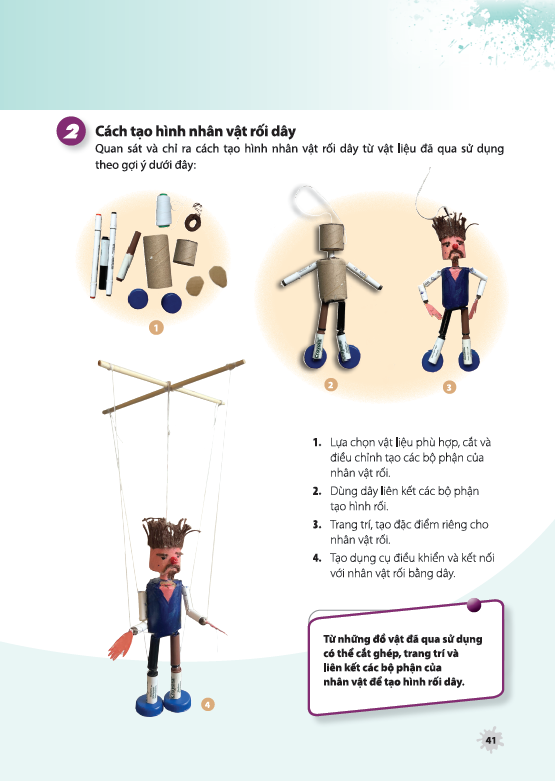 2 Cách tạo hình nhân vật rối dây
Quan sát và chỉ ra cách tạo hình nhân vật rối dây từ vật liệu đã qua sử dụng
theo gợi ý dưới đây:
1
2
3
1. Lựa chọn vật liệu phù hợp, cắt và
điều chỉnh tạo các bộ phận của
nhân vật rối.
2. Dùng dây liên kết các bộ phận
tạo hình rối.
3. Trang trí, tạo đặc điểm riêng cho
nhân vật rối.
4. Tạo dụng cụ điều khiển và kết nối
với nhân vật rối bằng dây.
Từ những đồ vật đã qua sử dụng
có thể cắt ghép, trang trí và
liên kết các bộ phận của
nhân vật để tạo hình rối dây.
4
41